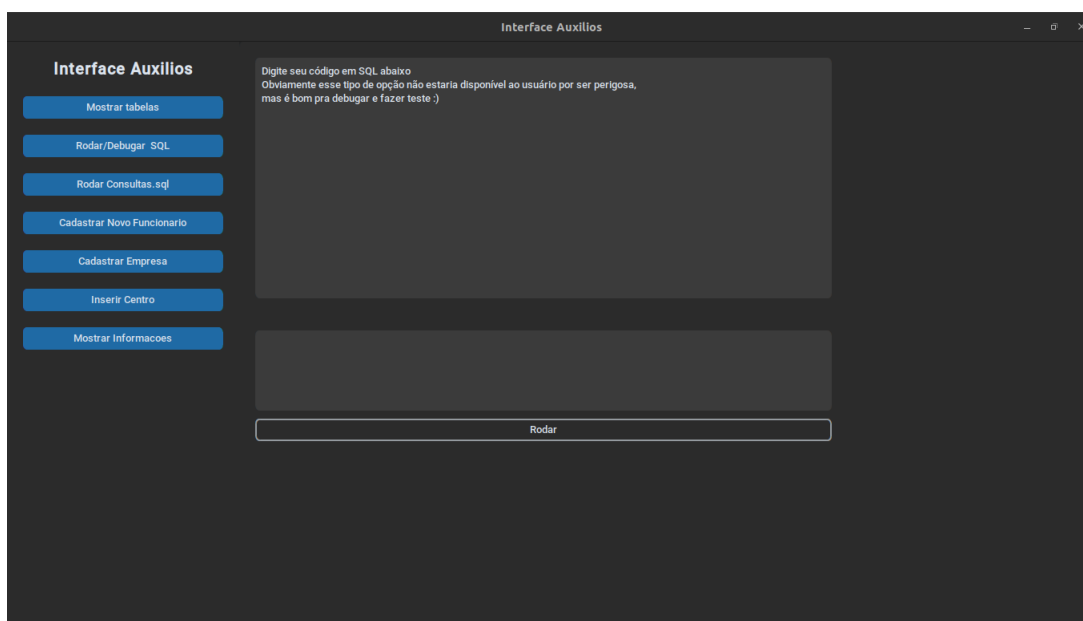 Interface Auxilios
Interface Auxilios
Mostrar tabelas
Rodar/Debugar SQL
Rodar Consultas.sql
Cadastrar Novo Funcionario
Cadastrar Empresa
Inserir Centro
Mostrar Informacoes
Digite seu código em SQL abaixo
Obviamente esse tipo de opção não estaria disponível ao usuário por ser perigosa,
mas é bom pra debugar e fazer teste :)
Rodar